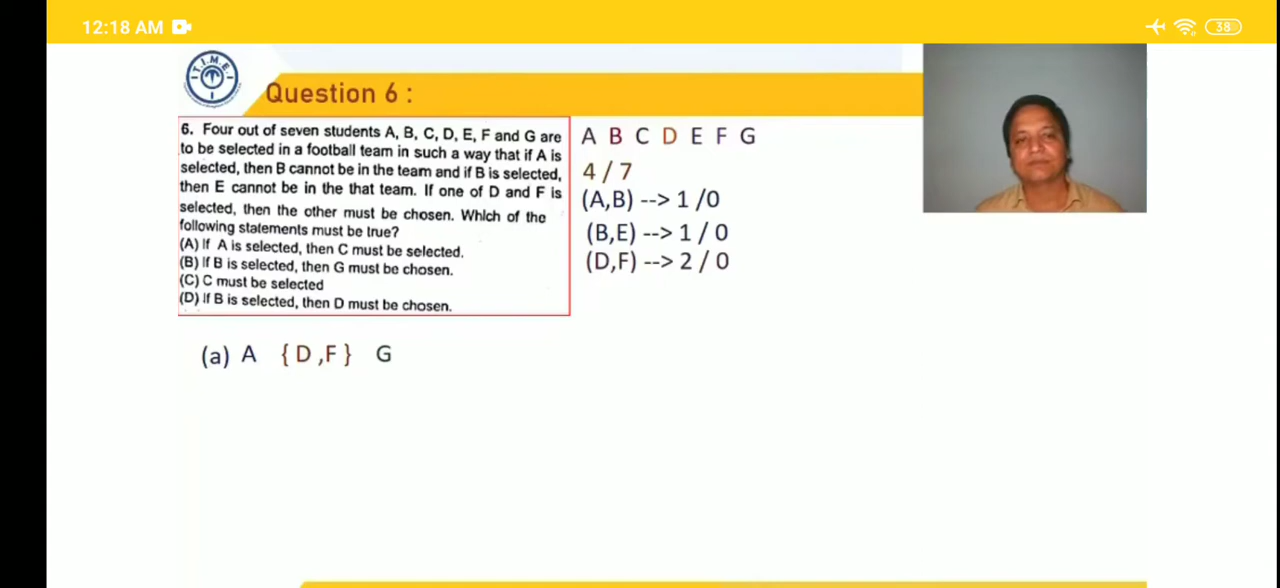 12:18 AM
38
T.I.M.E.
Question 6 :
6. Four out of seven students A, B, C, D, E, F and G are
to be selected in a football team in such a way that if A is
selected, then B cannot be in the team and if B is selected,
then E cannot be in the that team. If one of D and F is
selected, then the other must be chosen. Which of the
following statements must be true?
(A) If A is selected, then C must be selected.
(B) If B is selected, then G must be chosen.
(C) C must be selected
(D) If B is selected, then D must be chosen.
A B C D E F G
4 / 7
(A,B) --> 1 /0
(B,E) --> 1 / 0
(D,F) --> 2 / 0
(a) A {D ,F} G